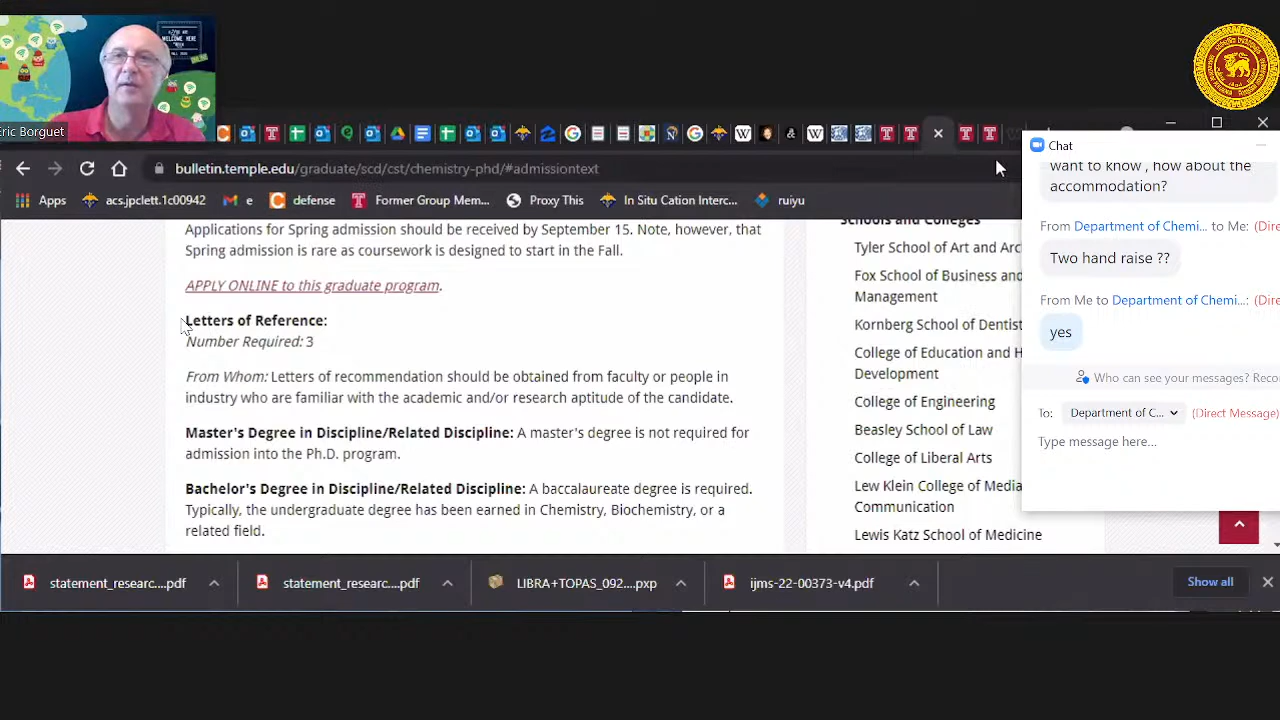 WELCOME HERE
Eric Borguet
bulletin.temple.edu/graduate/scd/cst/chemistry-phd/#admissiontext
Apps
acs.jpclett.1c00942
e
defense
Former Group Mem...
Proxy This
In Situ Cation Interc...
ruiyu
Applications for Spring admission should be received by September 15. Note, however, that
Spring admission is rare as coursework is designed to start in the Fall.
APPLY ONLINE to this graduate program.
Letters of Reference:
Number Required: 3
From Whom: Letters of recommendation should be obtained from faculty or people in
industry who are familiar with the academic and/or research aptitude of the candidate.
Master's Degree in Discipline/Related Discipline: A master's degree is not required for
admission into the Ph.D. program.
Bachelor's Degree in Discipline/Related Discipline: A baccalaureate degree is required.
Typically, the undergraduate degree has been earned in Chemistry, Biochemistry, or a
related field.
Schools and Colleges
Tyler School of Art and Arc
Fox School of Business and
Management
Kornberg School of Dentist
College of Education and H
Development
College of Engineering
Beasley School of Law
College of Liberal Arts
Lew Klein College of Media
Communication
Lewis Katz School of Medicine
Chat
want to know , how about the
accommodation?
From Department of Chemi... to Me: (Dire
Two hand raise ??
From Me to Department of Chemi...: (Dire
yes
Who can see your messages? Reco
To: Department of C... (Direct Message)
Type message here...
statement_researc....pdf
statement_researc....pdf
LIBRA+TOPAS_092....pxp
ijms-22-00373-v4.pdf
Show all